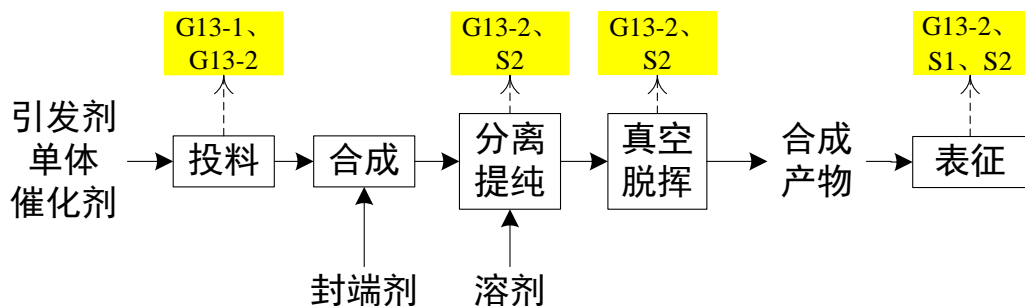 G13-1、
G13-2
G13-2、
S2
G13-2、
S2
G13-2、
S1、S2
引发剂
单体
催化剂
投料
合成
分离
提纯
真空
脱挥
合成
产物
表征
封端剂
溶剂